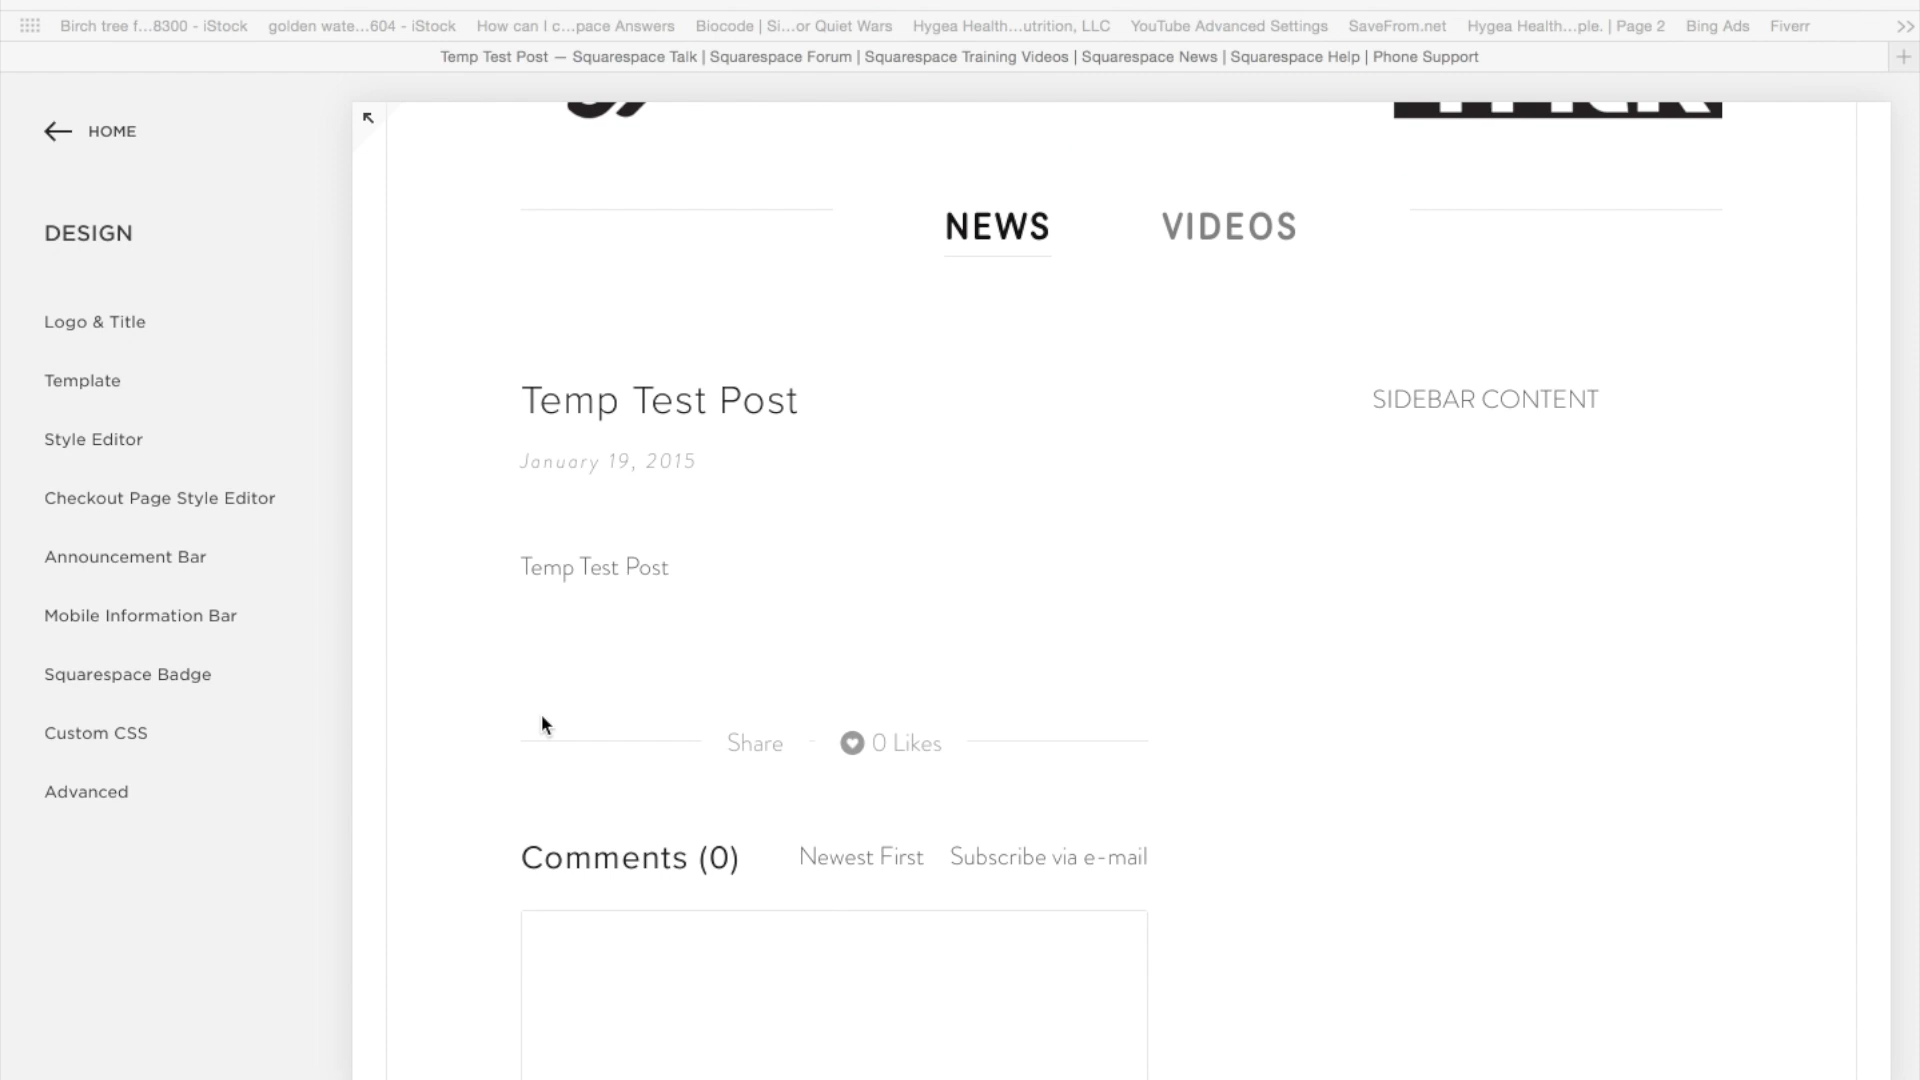 Birch tree f...8300 - iStock golden wate...604 - iStock How can I c...pace Answers Biocode | Si...or Quiet Wars Hygea Health...utrition, LLC YouTube Advanced Settings SaveFrom.net Hygea Health...ple. | Page 2 Bing Ads Fiverr
Temp Test Post — Squarespace Talk | Squarespace Forum | Squarespace Training Videos | Squarespace News | Squarespace Help | Phone Support
HOME
DESIGN
Logo & Title
Template
Style Editor
Checkout Page Style Editor
Announcement Bar
Mobile Information Bar
Squarespace Badge
Custom CSS
Advanced
NEWS VIDEOS
Temp Test Post
January 19, 2015
Temp Test Post
Share 0 Likes
Comments (0) Newest First Subscribe via e-mail
SIDEBAR CONTENT